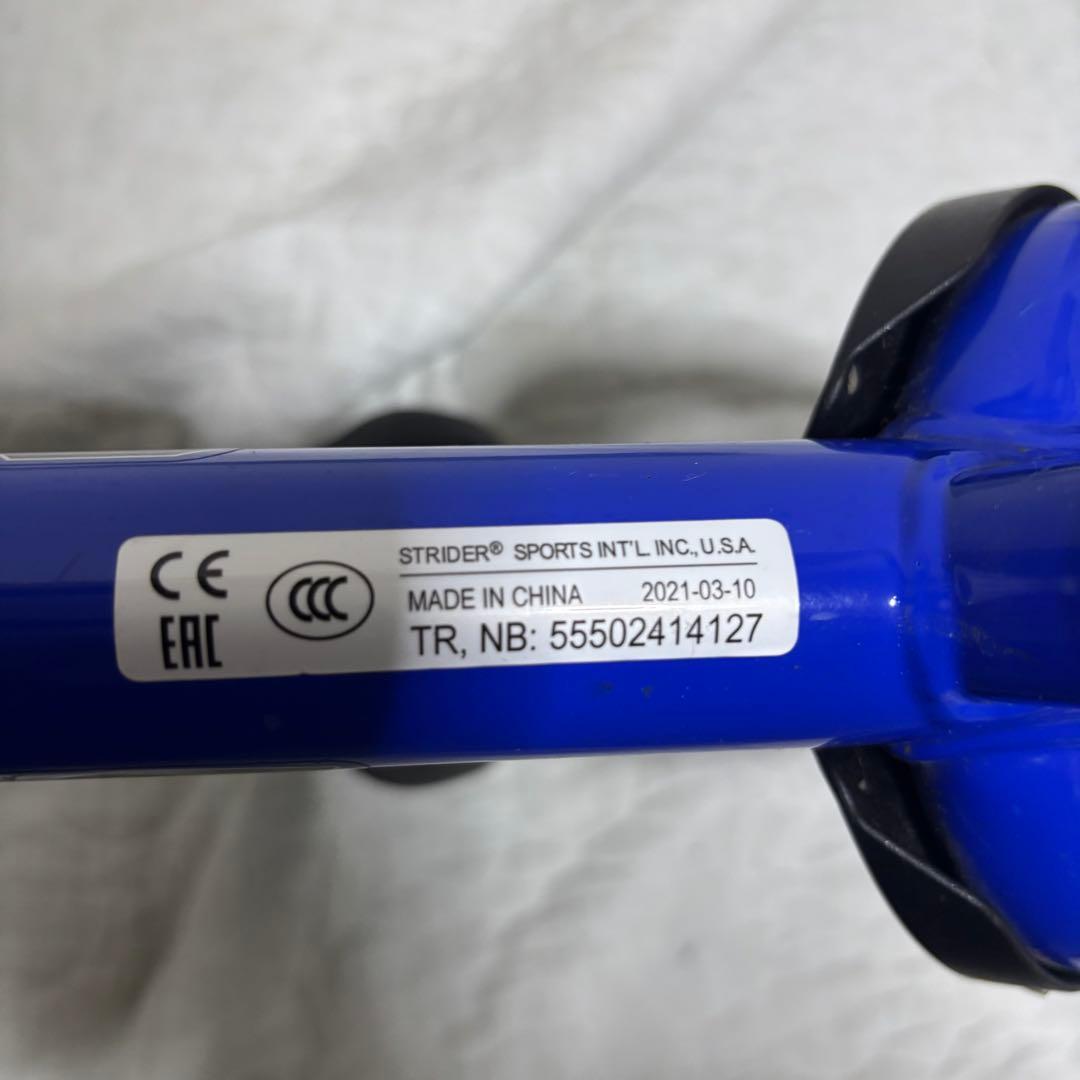 CE
EAC
CCC
STRIDER® SPORTS INT'L. INC., U.S.A.
MADE IN CHINA 2021-03-10
TR, NB: 55502414127